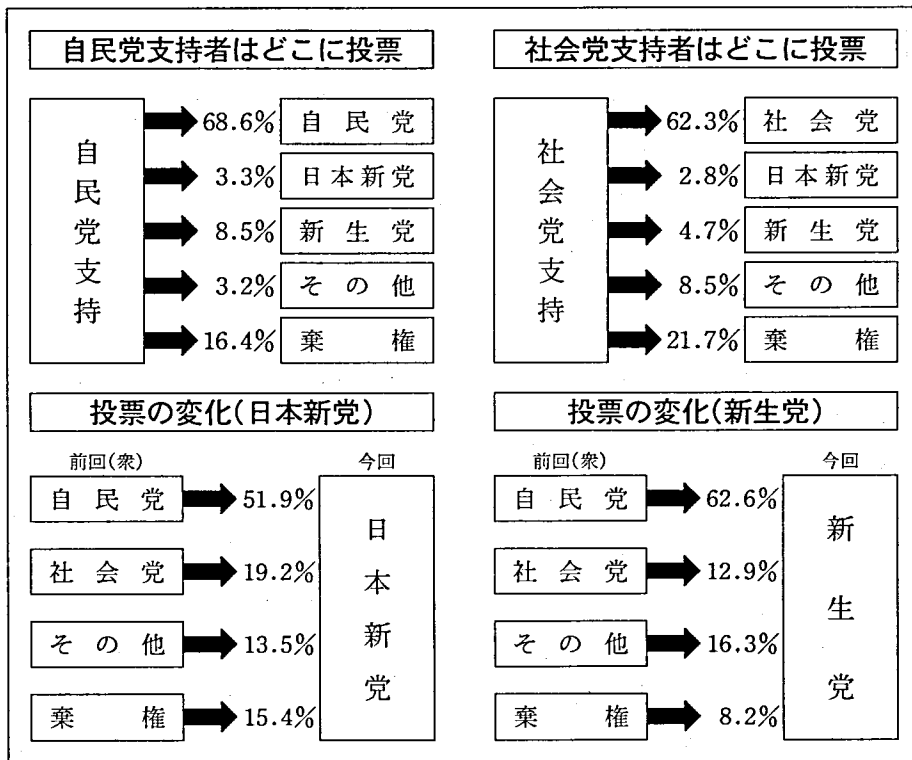 自民党支持者はどこに投票
自民党支持
68.6% 自民党
3.3% 日本新党
8.5% 新生党
3.2% その他
16.4% 棄権
社会党支持者はどこに投票
社会党支持
62.3% 社会党
2.8% 日本新党
4.7% 新生党
8.5% その他
21.7% 棄権
投票の変化(日本新党)
前回(衆) 今回
自民党 51.9%
社会党 19.2%
その他 13.5%
棄権 15.4%
日本新党
投票の変化(新生党)
前回(衆) 今回
自民党 62.6%
社会党 12.9%
その他 16.3%
棄権 8.2%
新生党